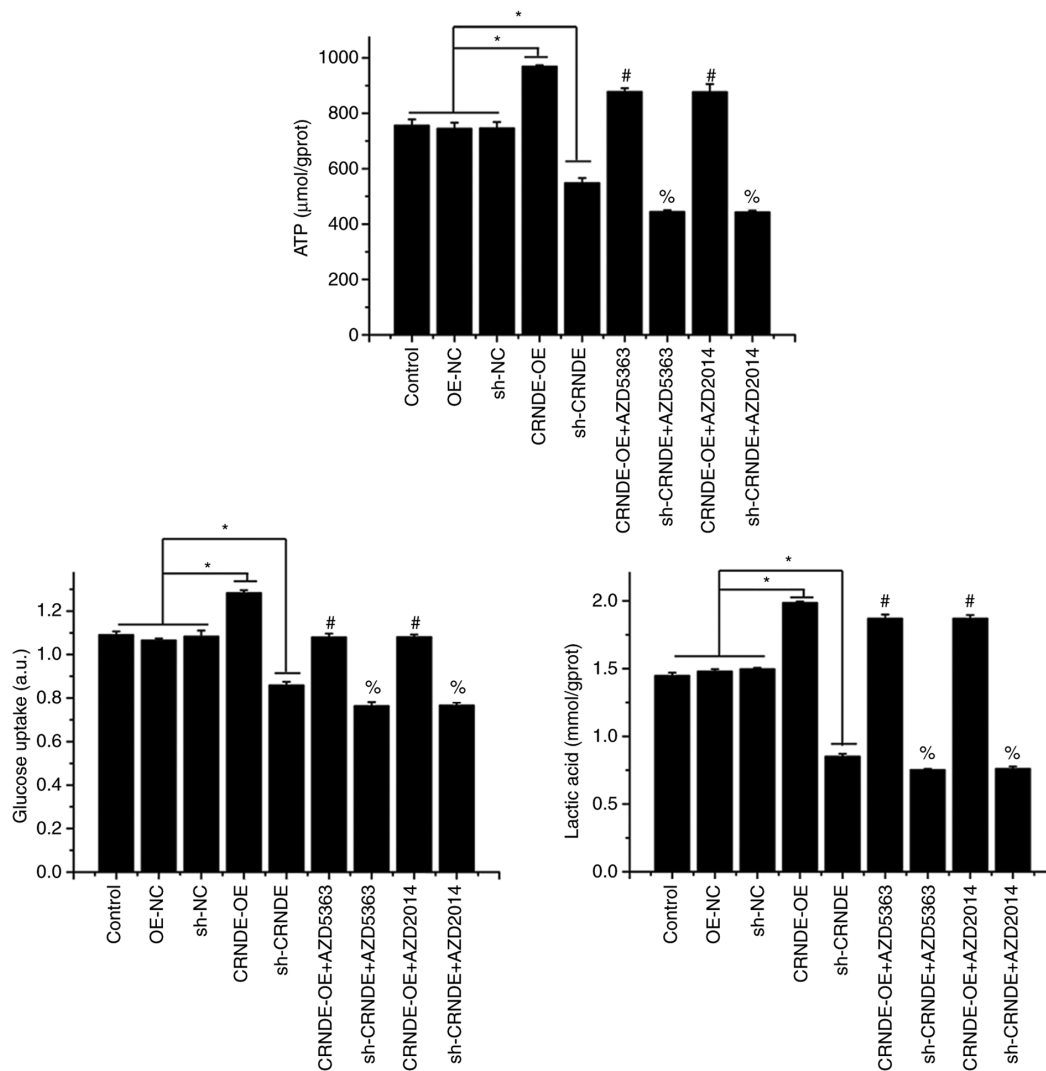 *
*
1000
800
600
400
200
0
ATP (μmol/gprot)
#
%
#
%
Control
OE-NC
sh-NC
CRNDE-OE
sh-CRNDE
CRNDE-OE+AZD5363
sh-CRNDE+AZD5363
CRNDE-OE+AZD2014
sh-CRNDE+AZD2014
*
*
1.2
1.0
0.8
0.6
0.4
0.2
0.0
Glucose uptake (a.u.)
#
%
#
%
Control
OE-NC
sh-NC
CRNDE-OE
sh-CRNDE
CRNDE-OE+AZD5363
sh-CRNDE+AZD5363
CRNDE-OE+AZD2014
sh-CRNDE+AZD2014
*
*
2.0
1.5
1.0
0.5
0.0
Lactic acid (mmol/gprot)
#
%
#
%
Control
OE-NC
sh-NC
CRNDE-OE
sh-CRNDE
CRNDE-OE+AZD5363
sh-CRNDE+AZD5363
CRNDE-OE+AZD2014
sh-CRNDE+AZD2014